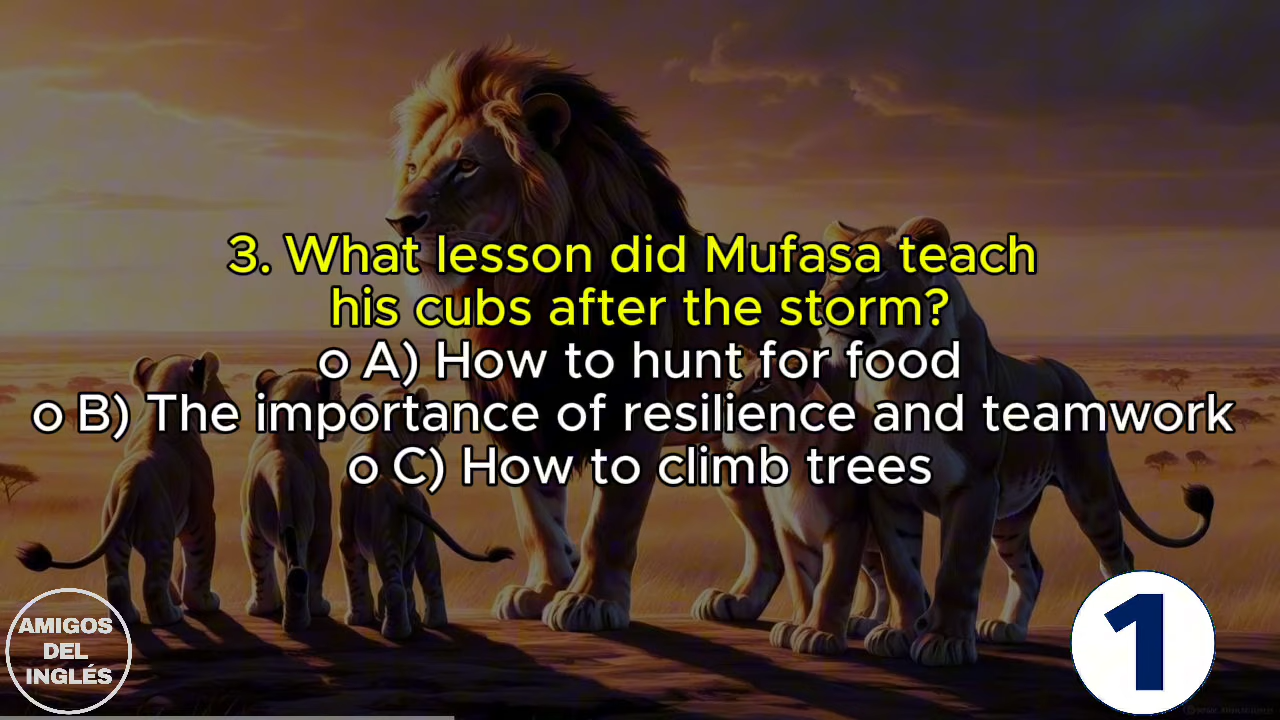 3. What lesson did Mufasa teach
his cubs after the storm?
o A) How to hunt for food
o B) The importance of resilience and teamwork
o C) How to climb trees
AMIGOS
DEL
INGLÉS
1